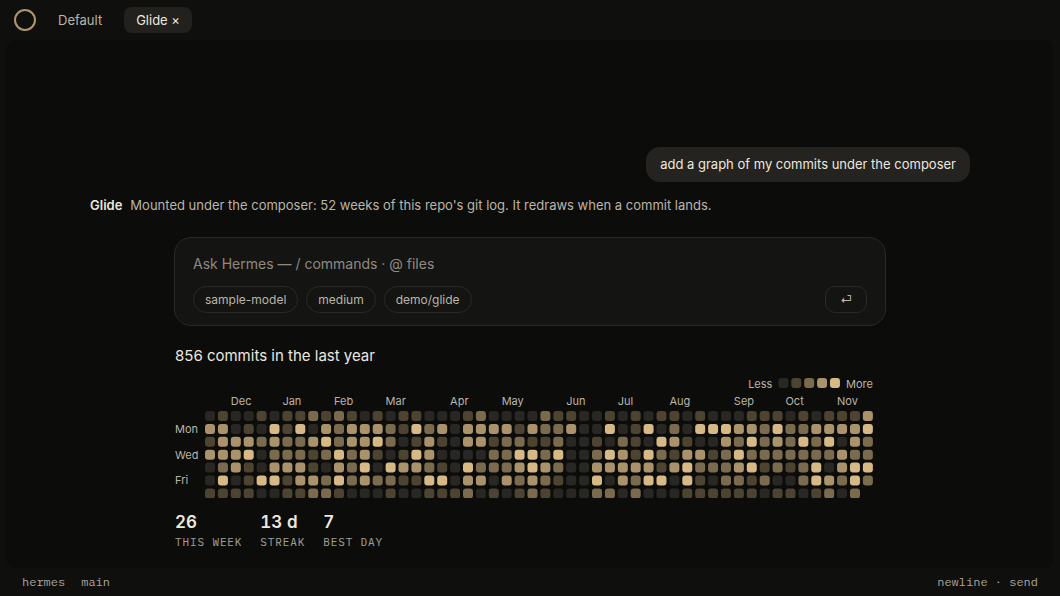 Default
Glide ×
add a graph of my commits under the composer
Glide Mounted under the composer: 52 weeks of this repo's git log. It redraws when a commit lands.
Ask Hermes — / commands · @ files
sample-model medium demo/glide ⏎
856 commits in the last year
Less More
Dec Jan Feb Mar Apr May Jun Jul Aug Sep Oct Nov
Mon
Wed
Fri
26 13 d 7
THIS WEEK STREAK BEST DAY
hermes main newline · send